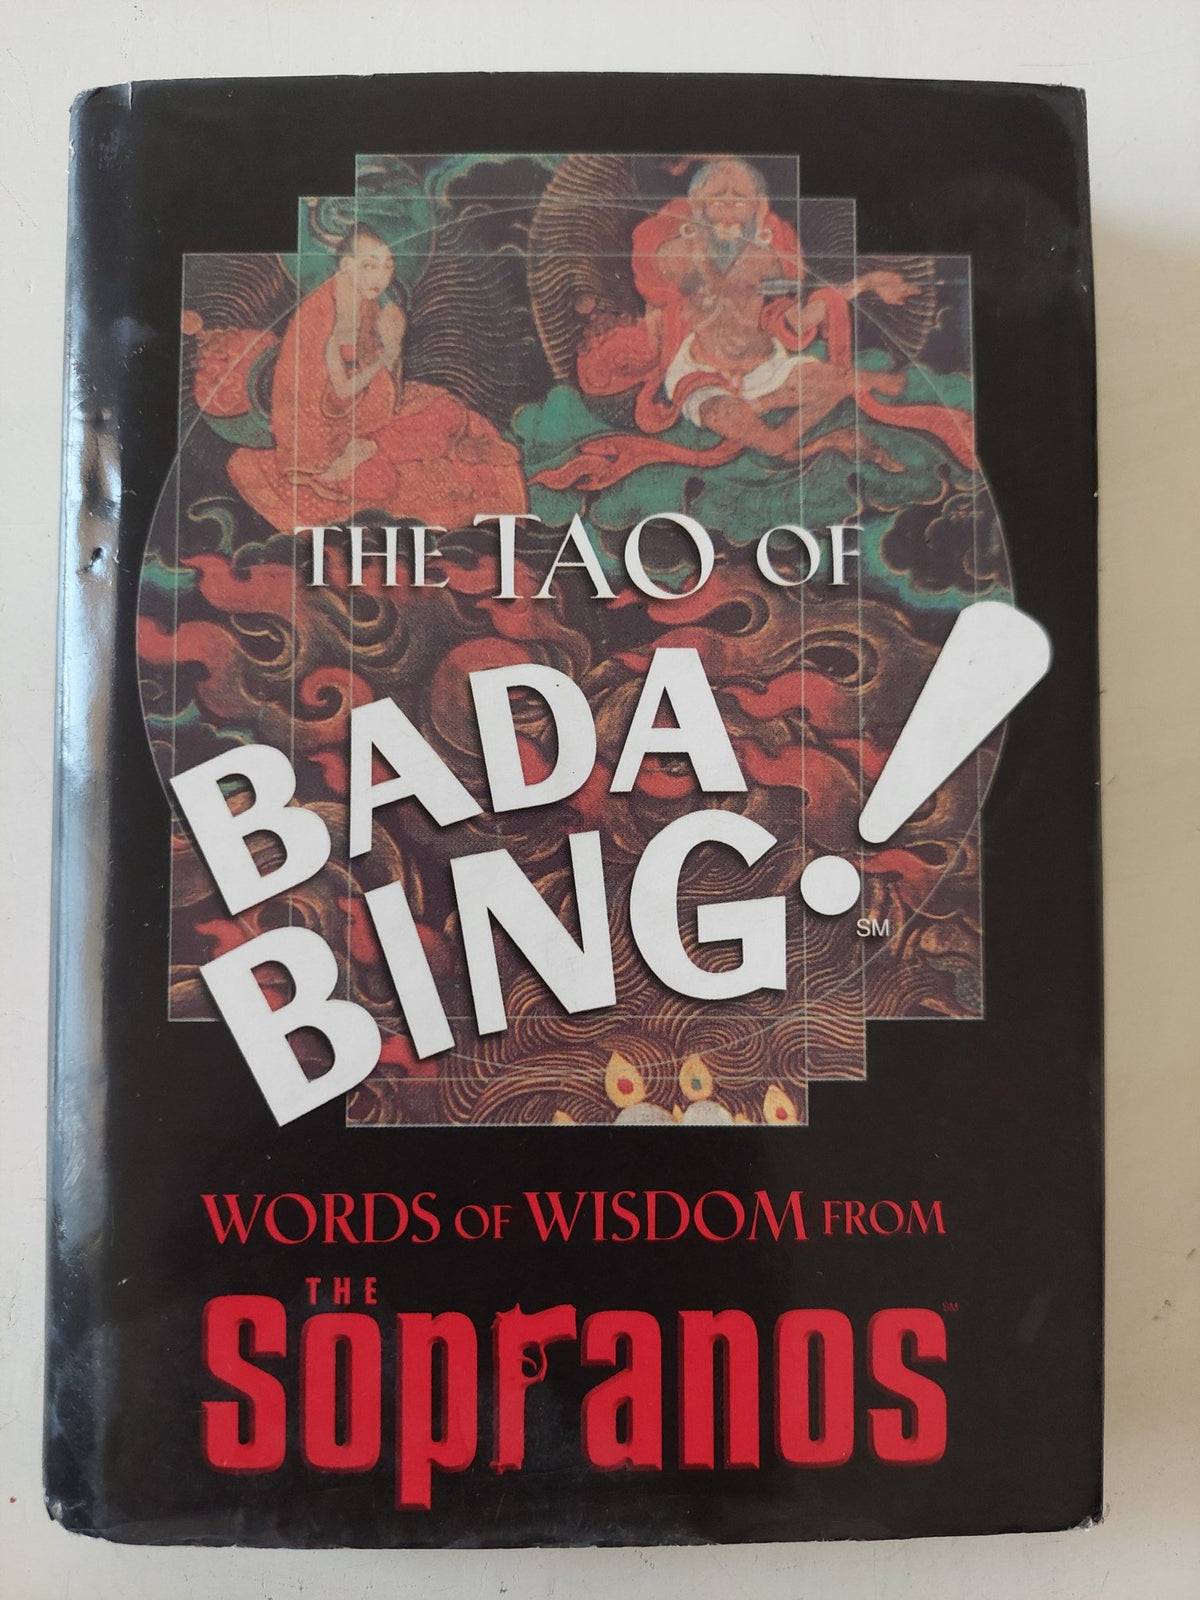 THE TAO OF
BADA
BING!
SM
WORDS OF WISDOM FROM
THE
Sopranos
SM